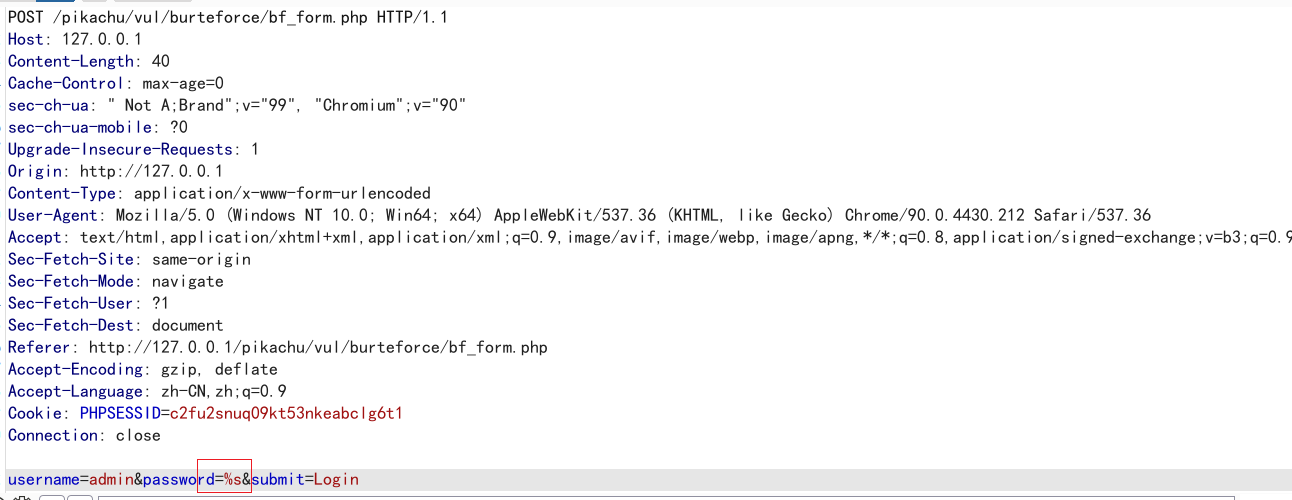 POST /pikachu/vul/burteforce/bf_form.php HTTP/1.1
Host: 127.0.0.1
Content-Length: 40
Cache-Control: max-age=0
sec-ch-ua: " Not A;Brand";v="99", "Chromium";v="90"
sec-ch-ua-mobile: ?0
Upgrade-Insecure-Requests: 1
Origin: http://127.0.0.1
Content-Type: application/x-www-form-urlencoded
User-Agent: Mozilla/5.0 (Windows NT 10.0; Win64; x64) AppleWebKit/537.36 (KHTML, like Gecko) Chrome/90.0.4430.212 Safari/537.36
Accept: text/html,application/xhtml+xml,application/xml;q=0.9,image/avif,image/webp,image/apng,*/*;q=0.8,application/signed-exchange;v=b3;q=0.9
Sec-Fetch-Site: same-origin
Sec-Fetch-Mode: navigate
Sec-Fetch-User: ?1
Sec-Fetch-Dest: document
Referer: http://127.0.0.1/pikachu/vul/burteforce/bf_form.php
Accept-Encoding: gzip, deflate
Accept-Language: zh-CN,zh;q=0.9
Cookie: PHPSESSID=c2fu2snuq09kt53nkeabclg6t1
Connection: close
username=admin&password=%s&submit=Login